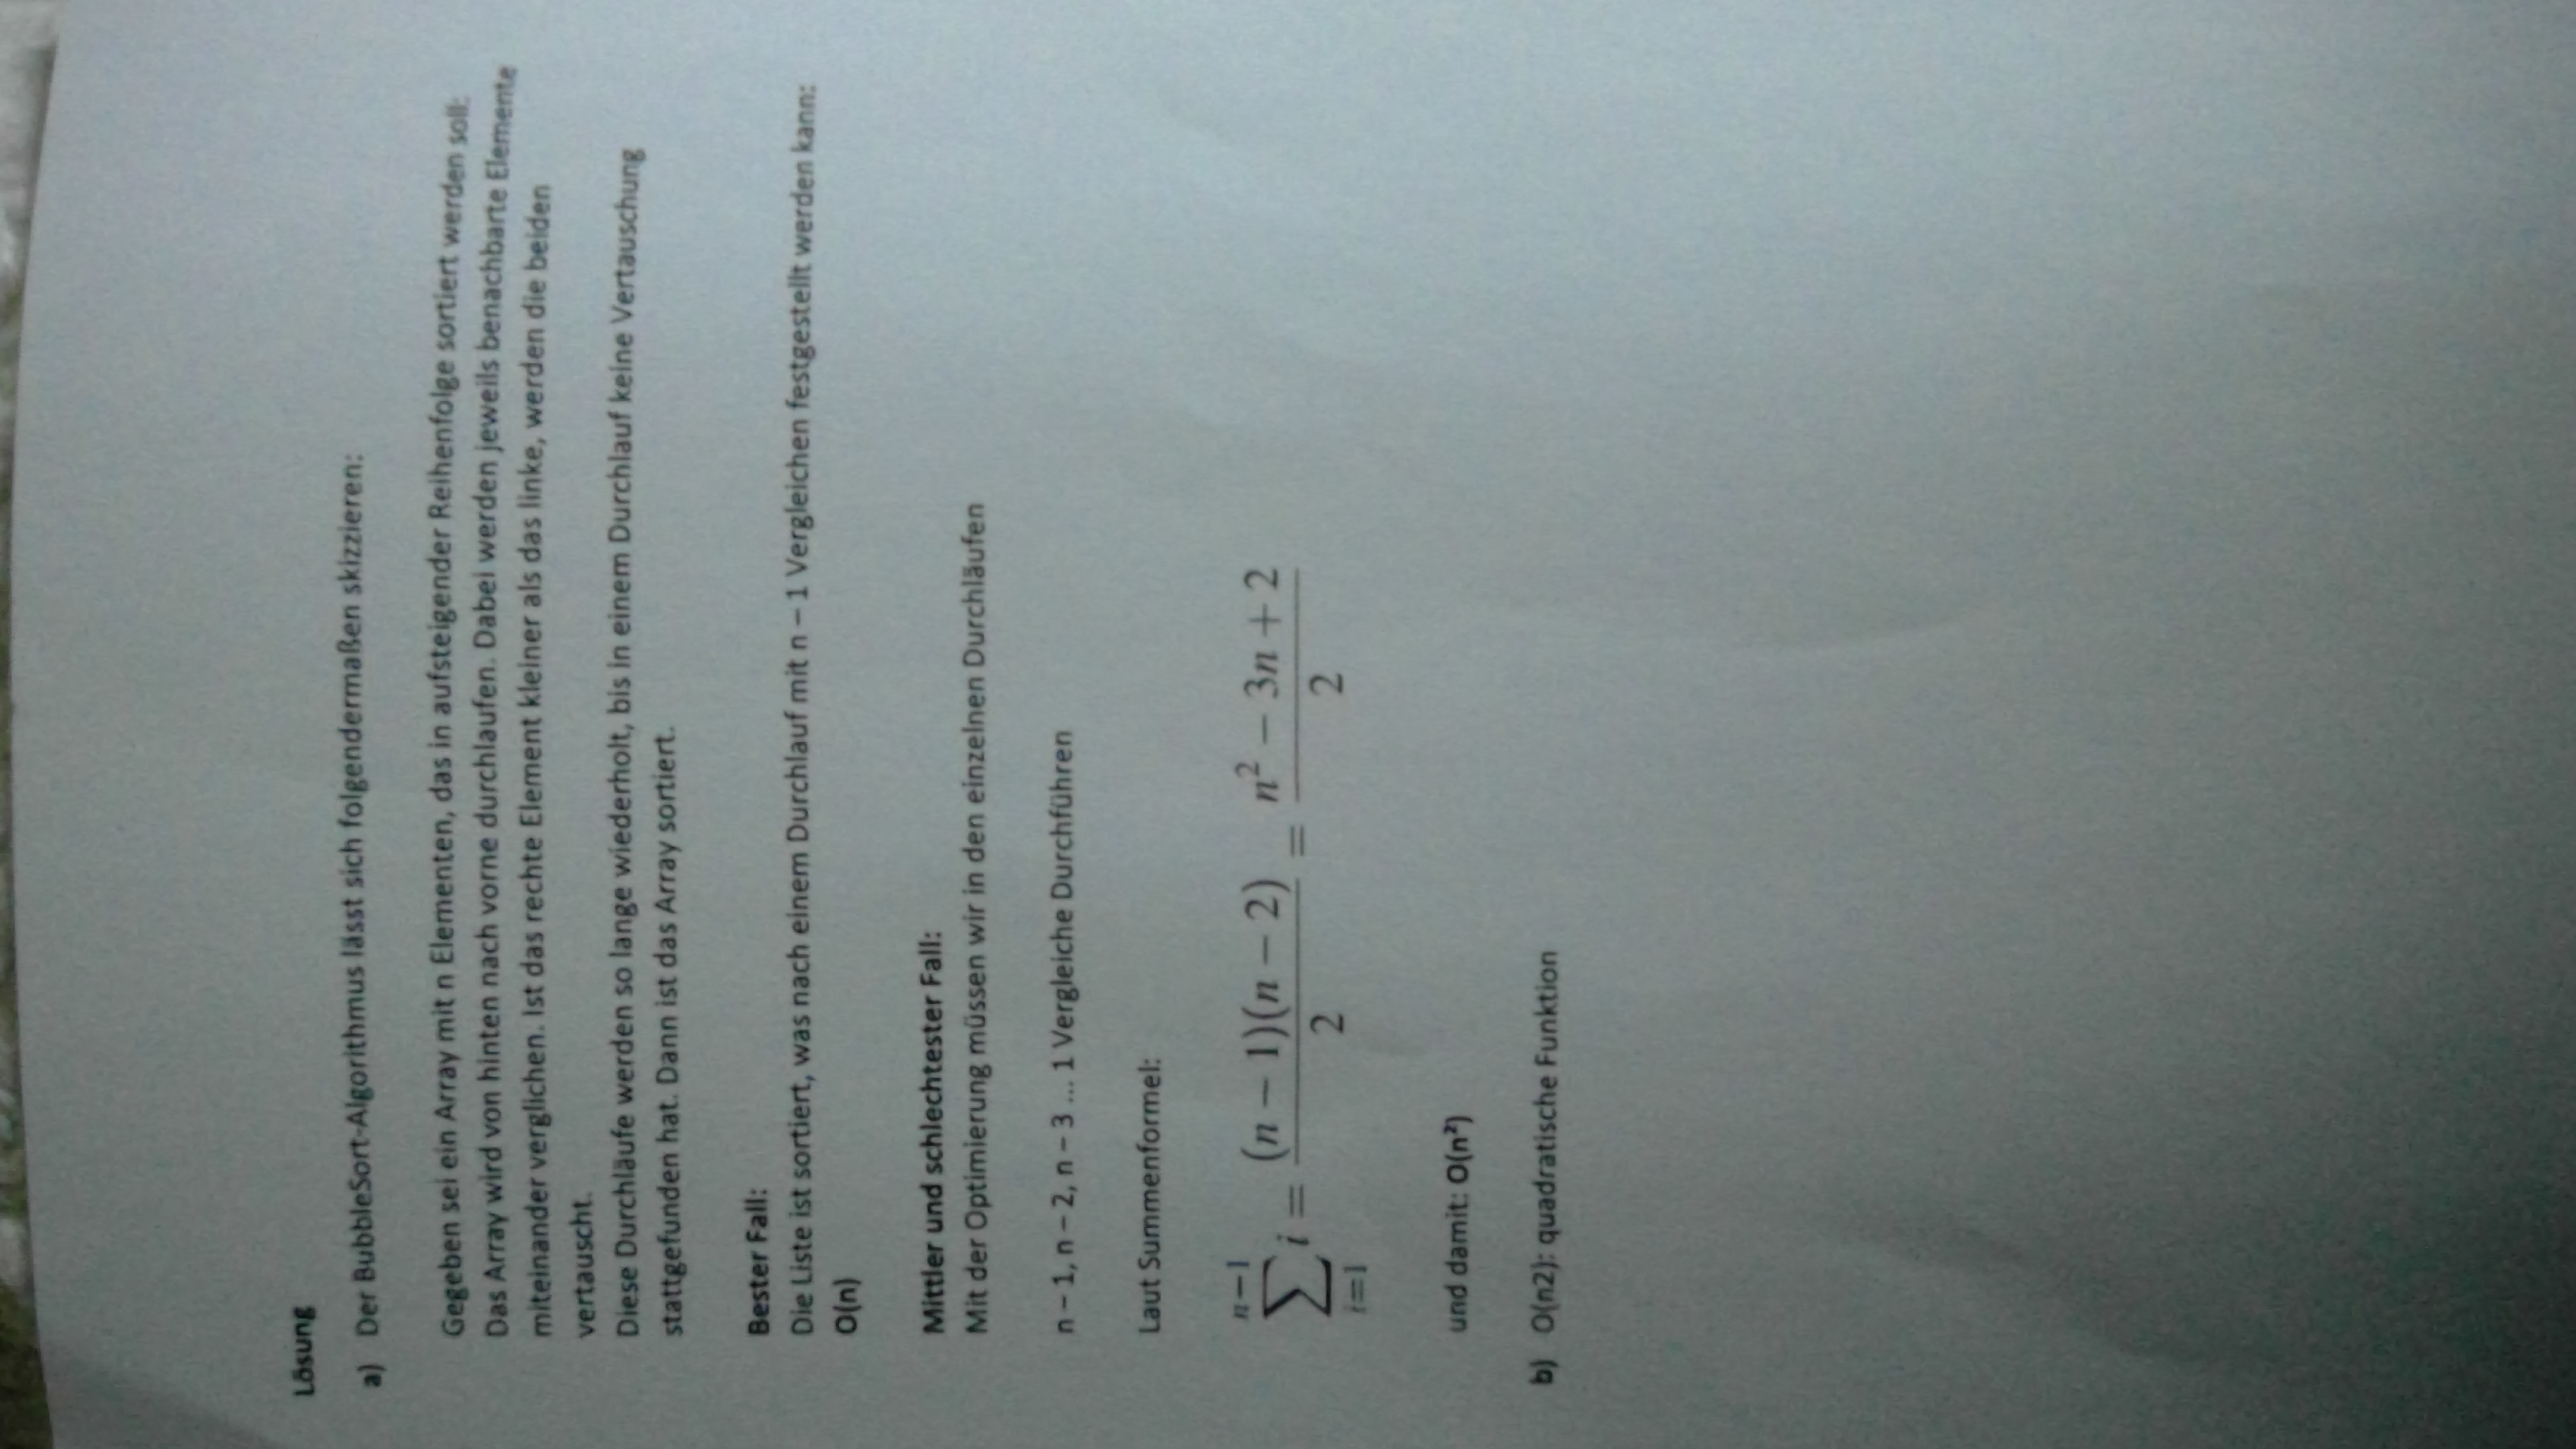 Lösung
a) Der BubbleSort-Algorithmus lässt sich folgendermaßen skizzieren:
Gegeben sei ein Array mit n Elementen, das in aufsteigender Reihenfolge sortiert werden soll:
Das Array wird von hinten nach vorne durchlaufen. Dabei werden jeweils benachbarte Elemente
miteinander verglichen. Ist das rechte Element kleiner als das linke, werden die beiden
vertauscht.
Diese Durchläufe werden so lange wiederholt, bis in einem Durchlauf keine Vertauschung
stattgefunden hat. Dann ist das Array sortiert.
Bester Fall:
Die Liste ist sortiert, was nach einem Durchlauf mit n – 1 Vergleichen festgestellt werden kann:
O(n)
Mittler und schlechtester Fall:
Mit der Optimierung müssen wir in den einzelnen Durchläufen
n – 1, n – 2, n – 3 ... 1 Vergleiche Durchführen
Laut Summenformel:
\sum_{i=1}^{n-1} i = \frac{(n-1)(n-2)}{2} = \frac{n^2-3n+2}{2}
und damit: O(n²)
b) O(n2): quadratische Funktion